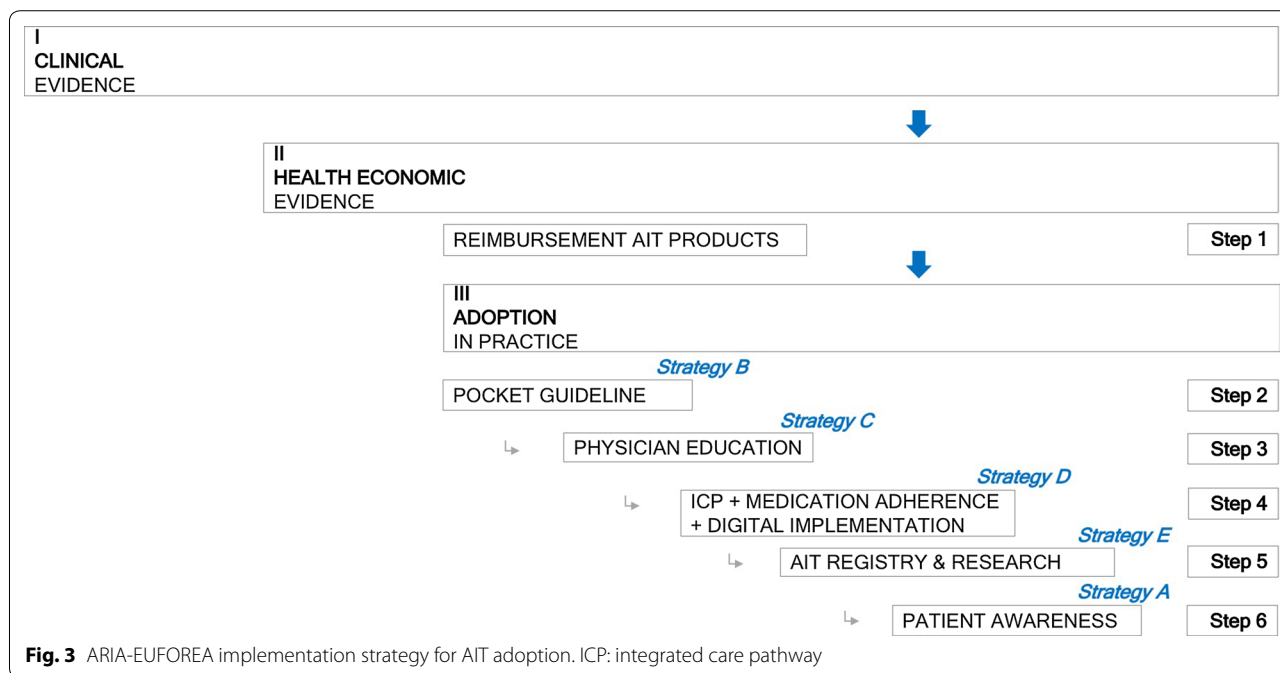 I
CLINICAL
EVIDENCE
II
HEALTH ECONOMIC
EVIDENCE
REIMBURSEMENT AIT PRODUCTS
Step 1
III
ADOPTION
IN PRACTICE
Strategy B
POCKET GUIDELINE
Step 2
Strategy C
PHYSICIAN EDUCATION
Step 3
Strategy D
ICP + MEDICATION ADHERENCE
+ DIGITAL IMPLEMENTATION
Step 4
Strategy E
AIT REGISTRY & RESEARCH
Step 5
Strategy A
PATIENT AWARENESS
Step 6
Fig. 3 ARIA-EUFOREA implementation strategy for AIT adoption. ICP: integrated care pathway